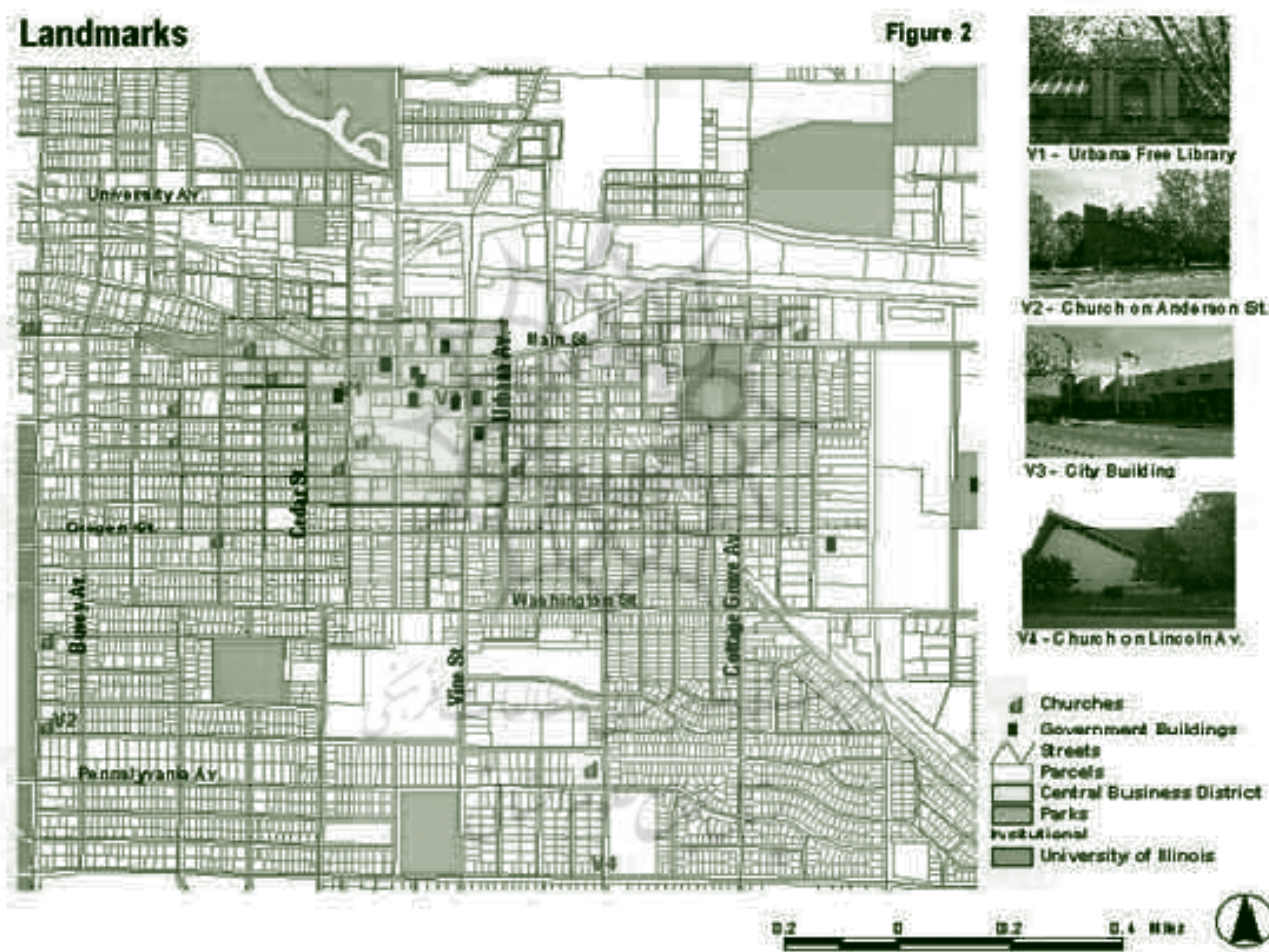 Landmarks
Figure 2
V1 - Urbana Free Library
University Av.
V2 - Church on Anderson St.
Main St.
Urbana Av.
V3 - City Building
Cedar St.
Oregon St.
Busey Av.
Washington St.
Cottage Grove Av.
Vine St.
V4 - Church on Lincoln Av.
V2
Pennsylvania Av.
V4
Churches
Government Buildings
Streets
Parcels
Central Business District
Parks
Institutional
University of Illinois
0.2 0 0.2 0.4 Miles